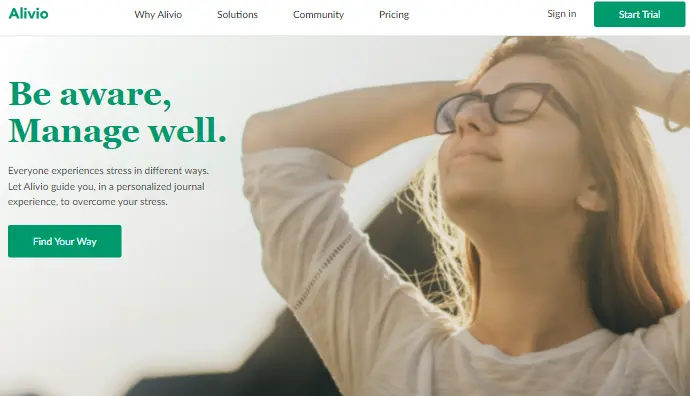 Alivio
Why Alivio
Solutions
Community
Pricing
Sign in
Start Trial
Be aware,
Manage well.
Everyone experiences stress in different ways.
Let Alivio guide you, in a personalized journal
experience, to overcome your stress.
Find Your Way